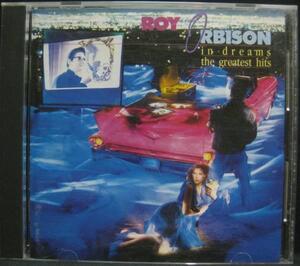 ROY
ORBISON
in dreams
the greatest hits